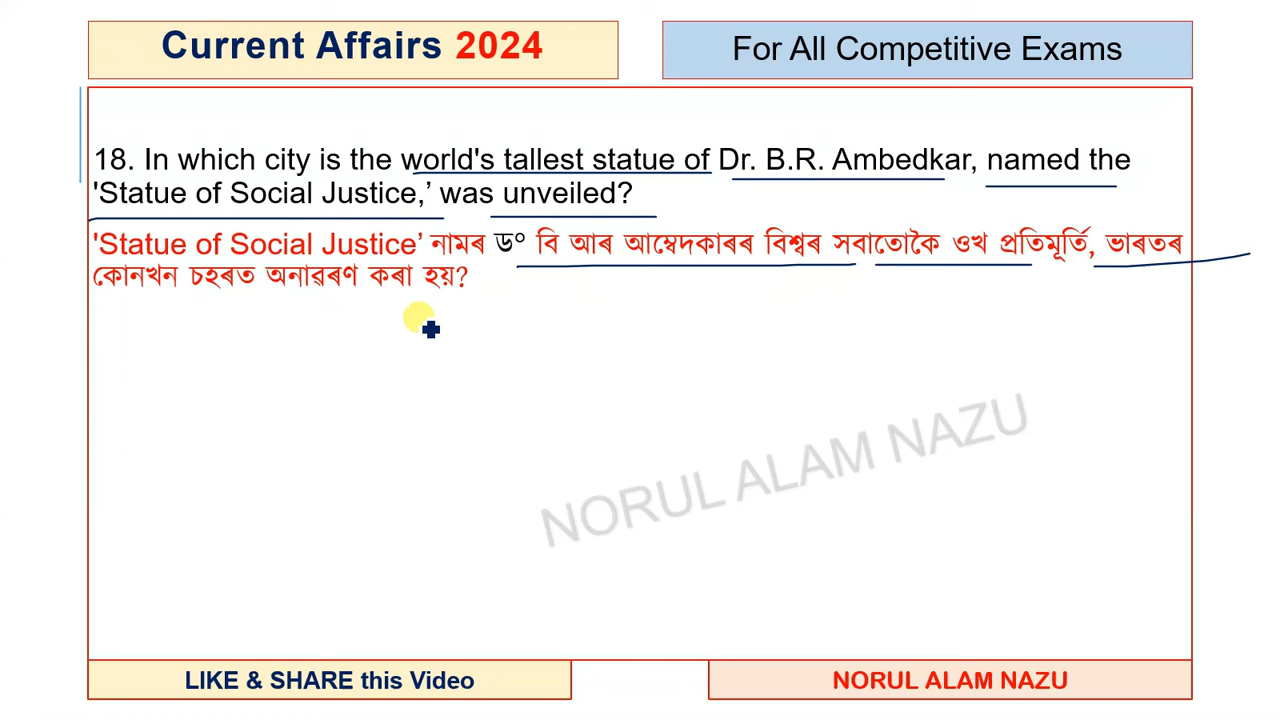 Current Affairs 2024
For All Competitive Exams
18. In which city is the world's tallest statue of Dr. B.R. Ambedkar, named the
'Statue of Social Justice,’ was unveiled?
'Statue of Social Justice’ নামৰ ড° বি আৰ আম্বেদকাৰৰ বিশ্বৰ সবাতোকৈ ওখ প্ৰতিমূৰ্তি, ভাৰতৰ
কোনখন চহৰত অনাৱৰণ কৰা হয়?
NORUL ALAM NAZU
LIKE & SHARE this Video
NORUL ALAM NAZU